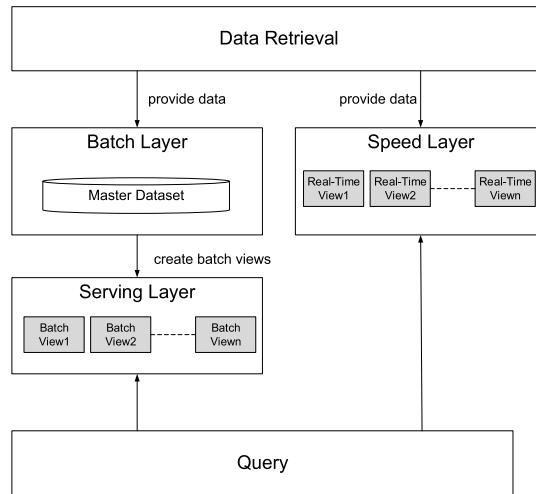 Data Retrieval
provide data
provide data
Batch Layer
Master Dataset
Speed Layer
Real-Time
View1
Real-Time
View2
Real-Time
Viewn
create batch views
Serving Layer
Batch
View1
Batch
View2
Batch
Viewn
Query